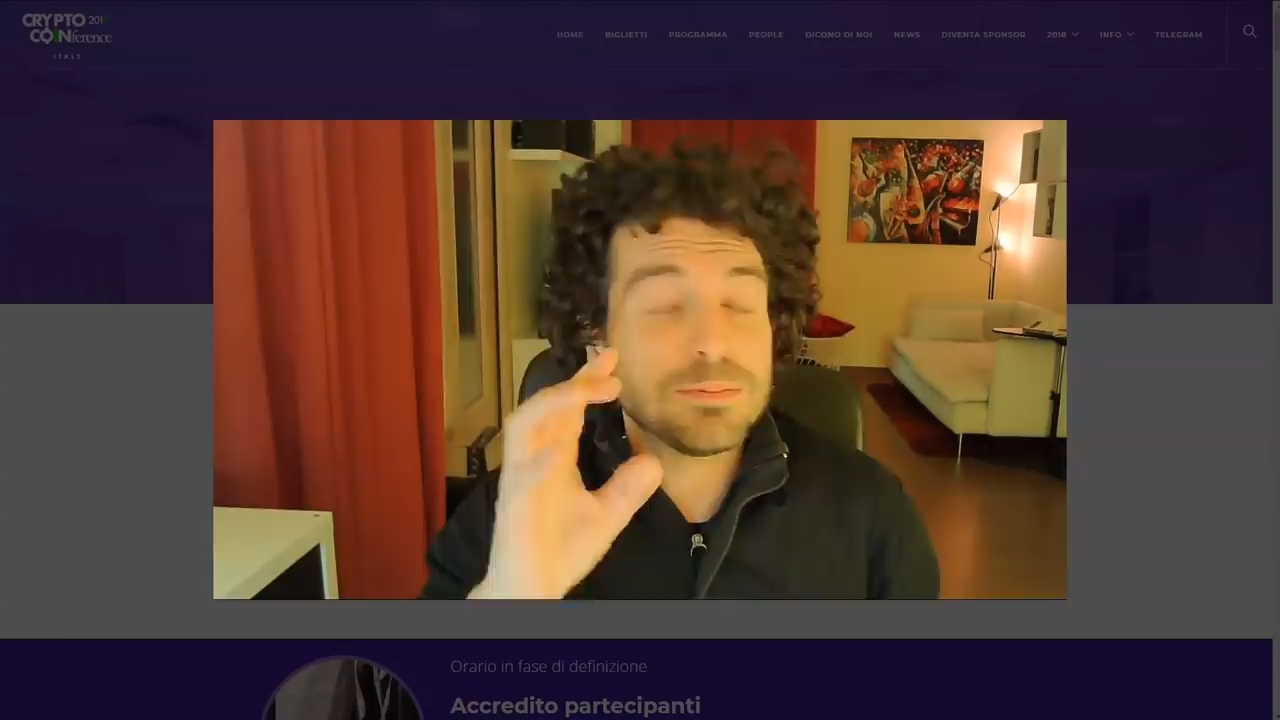 CRYPTO 201
COINference
ITALY
HOME BIGLIETTI PROGRAMMA PEOPLE DICONO DI NOI NEWS DIVENTA SPONSOR 2018 INFO TELEGRAM
Orario in fase di definizione
Accredito partecipanti